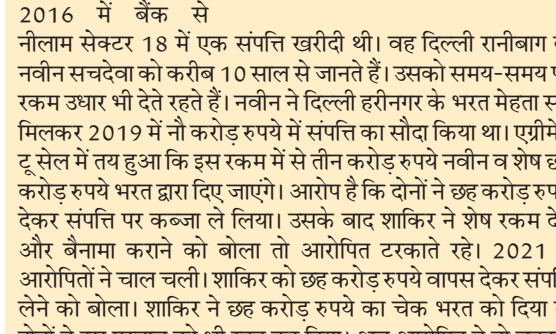 2016 में बैंक से
नीलाम सेक्टर 18 में एक संपत्ति खरीदी थी। वह दिल्ली रानीबाग
नवीन सचदेवा को करीब 10 साल से जानते हैं। उसको समय-समय
रकम उधार भी देते रहते हैं। नवीन ने दिल्ली हरीनगर के भरत मेहता
मिलकर 2019 में नौ करोड़ रुपये में संपत्ति का सौदा किया था।
टू सेल में तय हुआ कि इस रकम में से तीन करोड़ रुपये नवीन व शेष
करोड़ रुपये भरत द्वारा दिए जाएंगे। आरोप है कि दोनों ने छह करोड़
देकर संपत्ति पर कब्जा ले लिया। उसके बाद शाकिर ने शेष रकम
और बैनामा कराने को बोला तो आरोपित टरकाते रहे। 2021
आरोपितों ने चाल चली। शाकिर को छह करोड़ रुपये वापस देकर
लेने को बोला। शाकिर ने छह करोड़ रुपये का चेक भरत को दिया